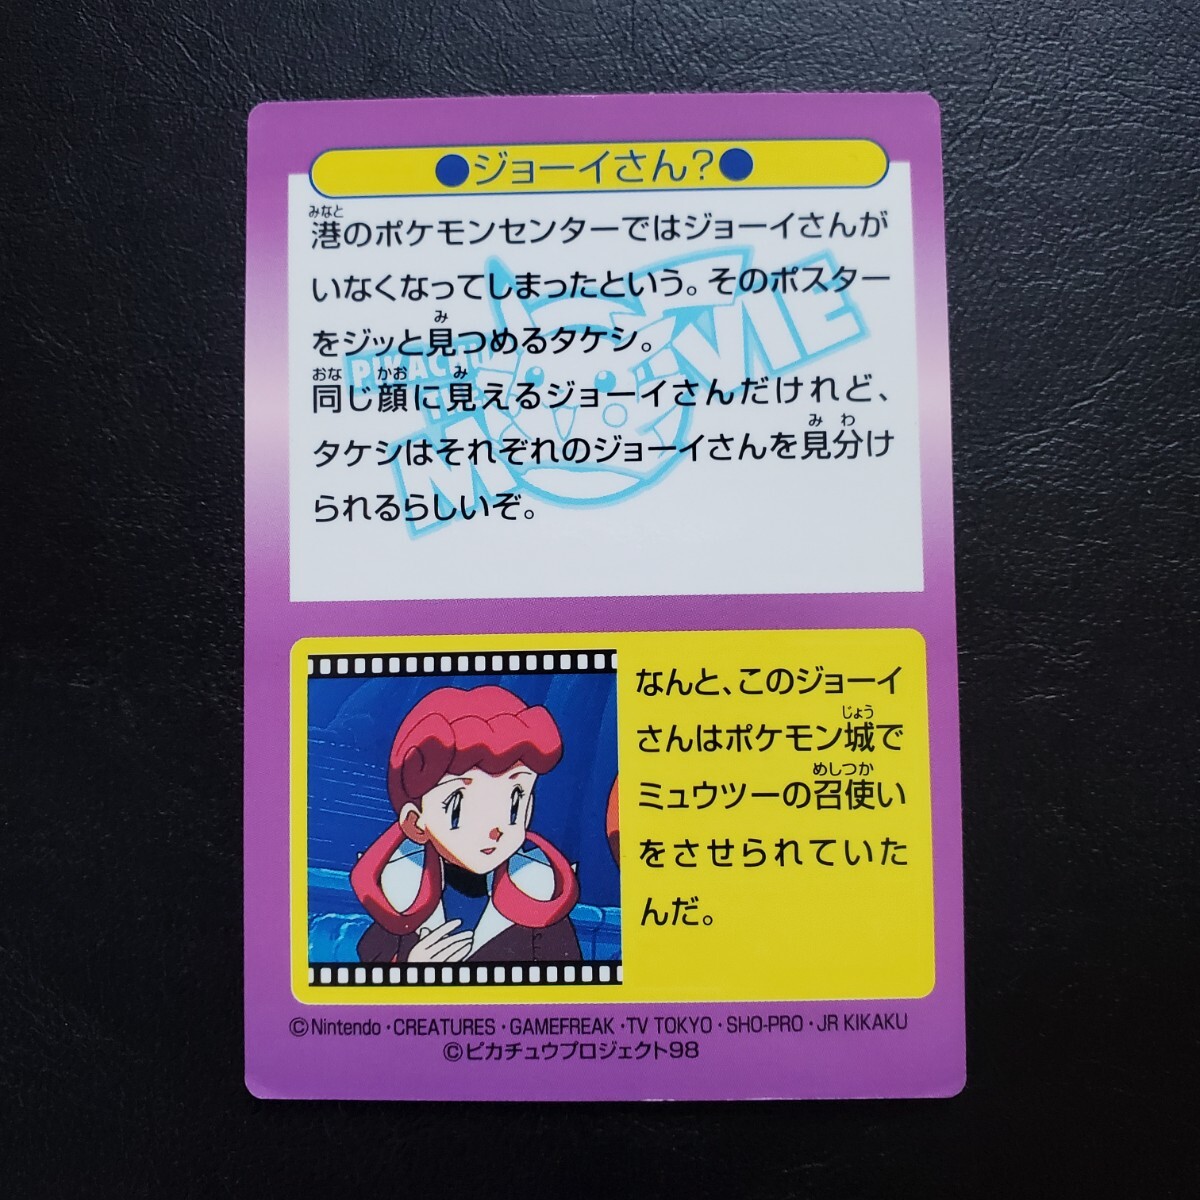 ●ジョーイさん?●
みなと
港のポケモンセンターではジョーイさんが
いなくなってしまったという。そのポスター
み
をジッと見つめるタケシ。
おな かお み
同じ顔に見えるジョーイさんだけれど、
み わ
タケシはそれぞれのジョーイさんを見分け
られるらしいぞ。
PIKACHU
THE
MOVIE
なんと、このジョーイ
じょう
さんはポケモン城で
めしつか
ミュウツーの召使い
をさせられていた
んだ。
©Nintendo・CREATURES・GAMEFREAK・TV TOKYO・SHO-PRO・JR KIKAKU
©ピカチュウプロジェクト98